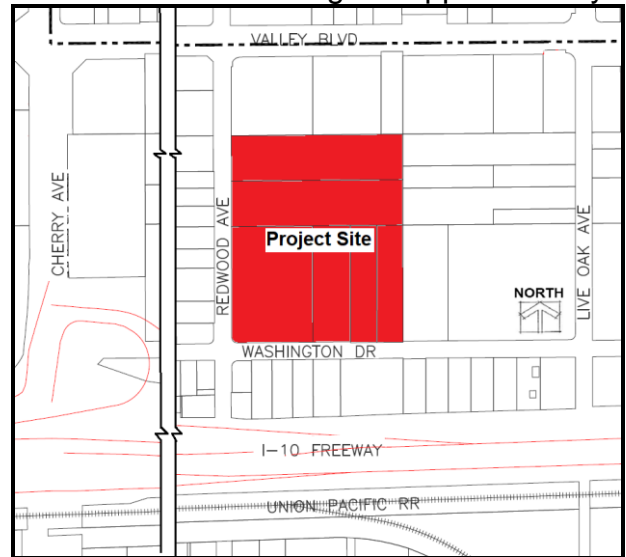 VALLEY BLVD
CHERRY AVE
REDWOOD AVE
Project Site
LIVE OAK AVE
NORTH
WASHINGTON DR
I-10 FREEWAY
UNION PACIFIC RR